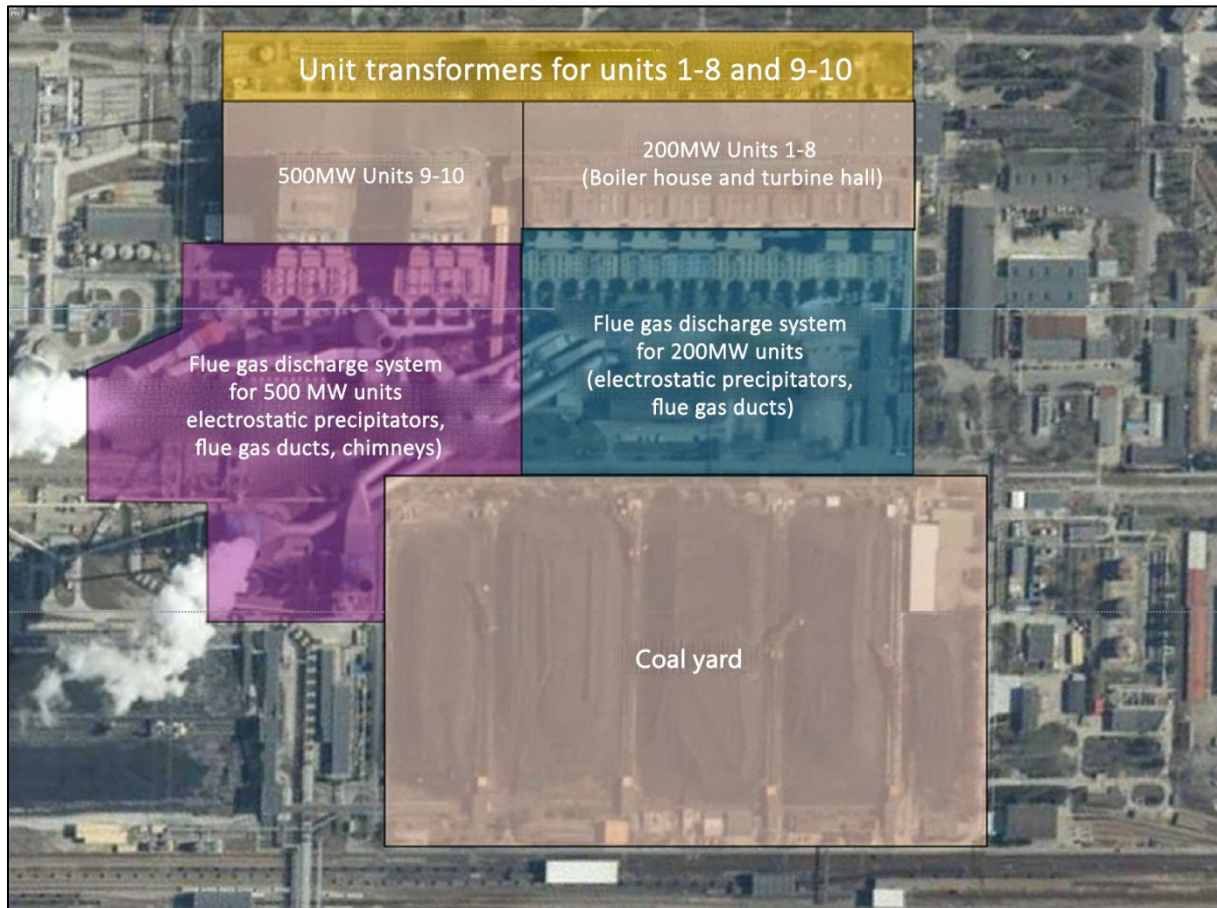 Unit transformers for units 1-8 and 9-10
500MW Units 9-10
200MW Units 1-8
(Boiler house and turbine hall)
Flue gas discharge system
for 500 MW units
electrostatic precipitators,
flue gas ducts, chimneys)
Flue gas discharge system
for 200MW units
(electrostatic precipitators,
flue gas ducts)
Coal yard